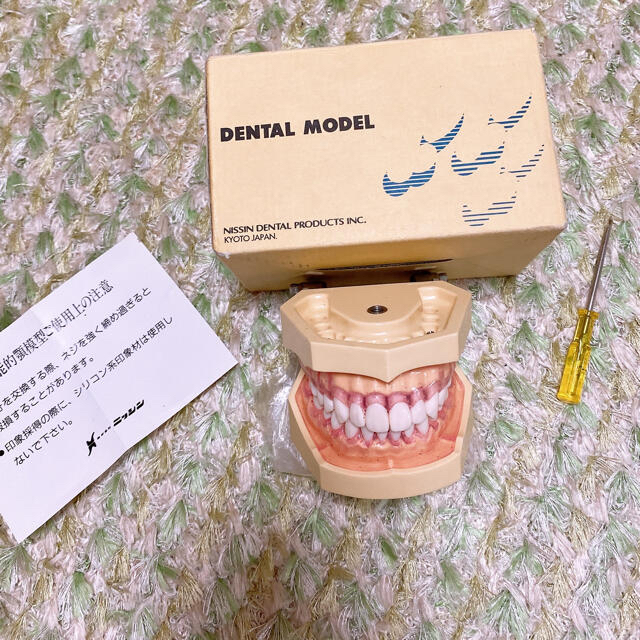 DENTAL MODEL
NISSIN DENTAL PRODUCTS INC.
KYOTO JAPAN.
能的顎模型ご使用上の注意
を交換する際、ネジを強く締め過ぎると
損することがあります。
●印象採得の際に、シリコン系印象材は使用し
ないで下さい。
ニッシン